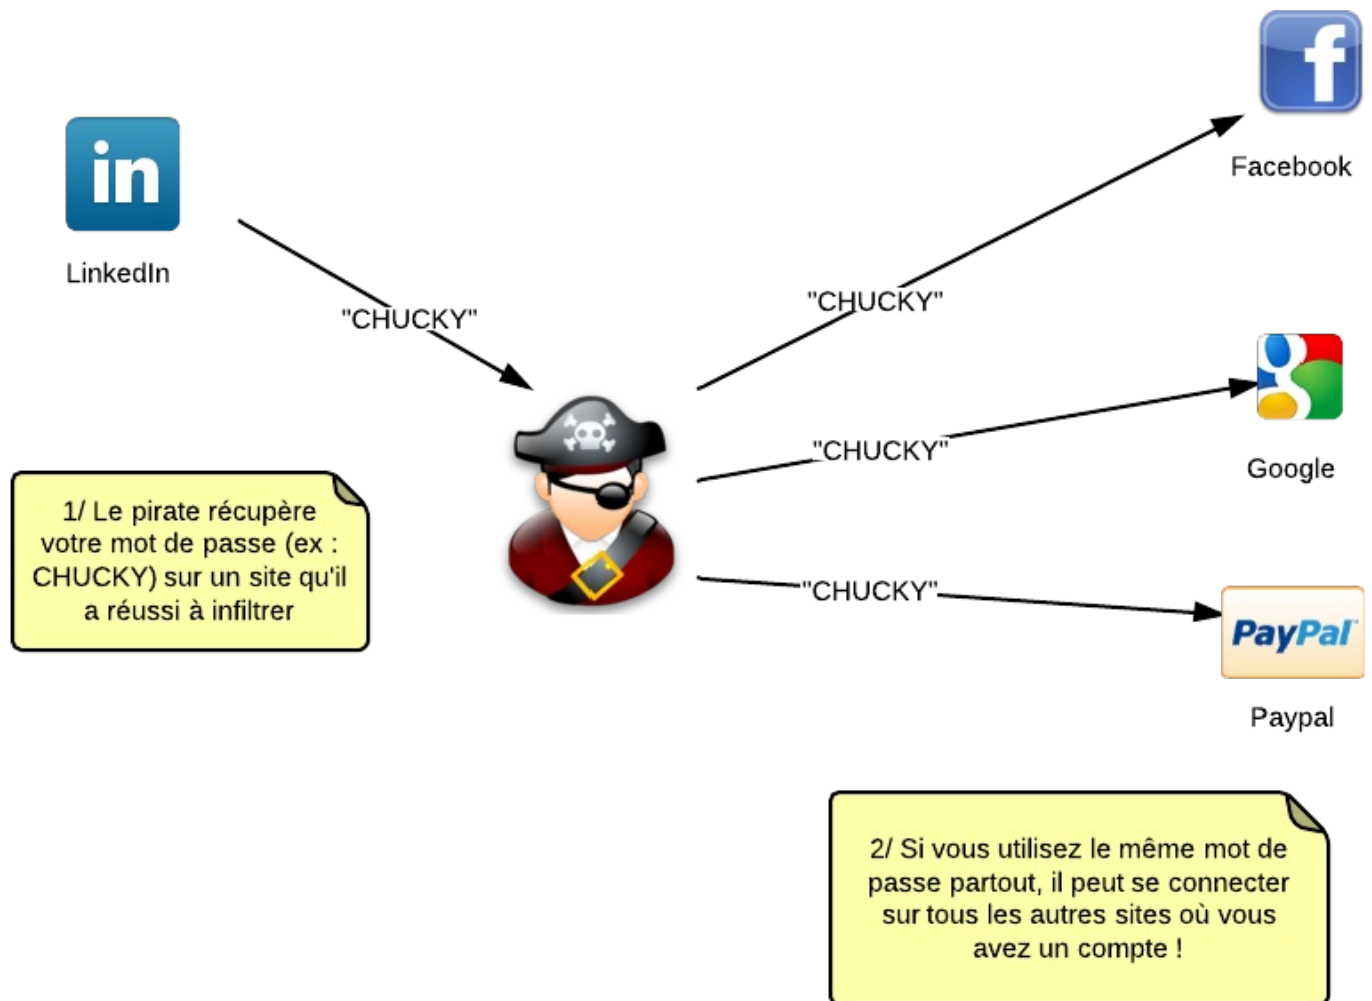 in
LinkedIn
"CHUCKY"
1/ Le pirate récupère
votre mot de passe (ex :
CHUCKY) sur un site qu'il
a réussi à infiltrer
f
Facebook
"CHUCKY"
g
Google
"CHUCKY"
PayPal™
Paypal
"CHUCKY"
2/ Si vous utilisez le même mot de
passe partout, il peut se connecter
sur tous les autres sites où vous
avez un compte !